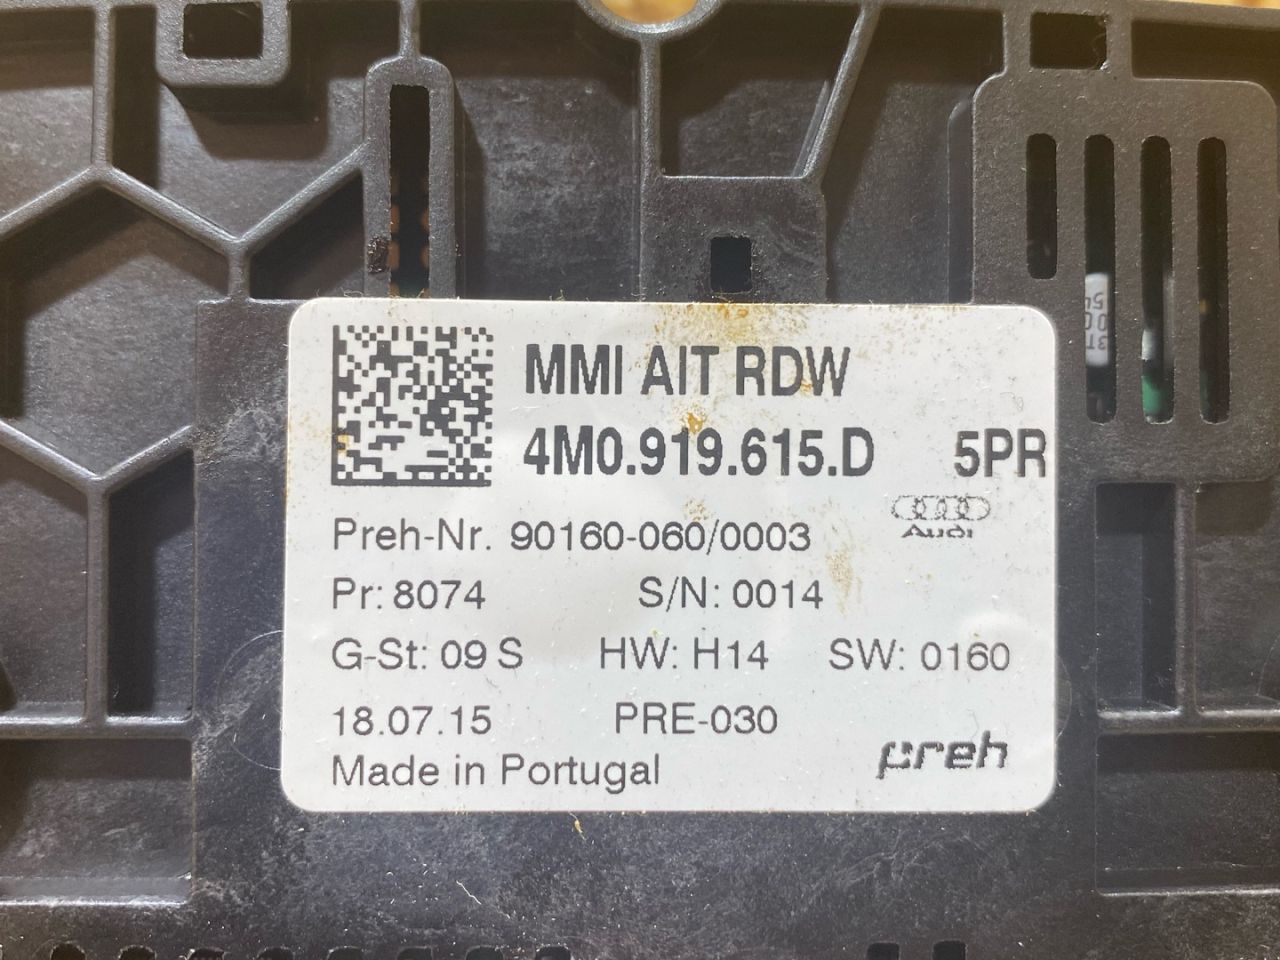 MMI AIT RDW
4M0.919.615.D 5PR
Audi
Preh-Nr. 90160-060/0003
Pr: 8074 S/N: 0014
G-St: 09 S HW: H14 SW: 0160
18.07.15 PRE-030
Made in Portugal
preh